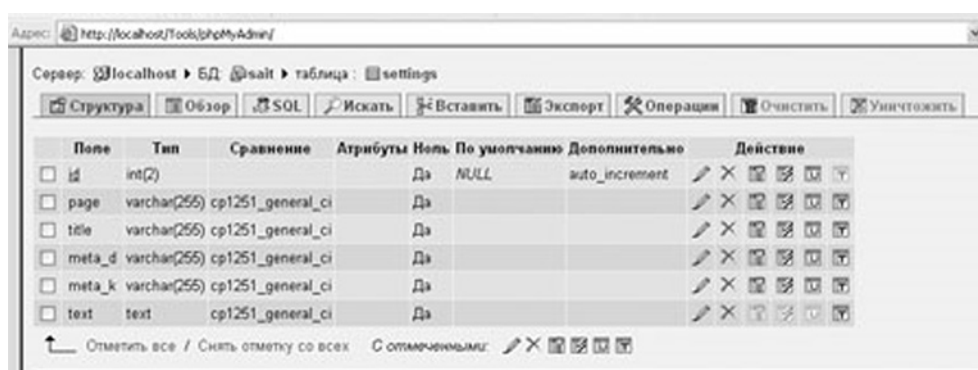 Адрес: http://localhost/Tools/phpMyAdmin/
Сервер: localhost ▸ БД: sait ▸ таблица : settings
Структура Обзор SQL Искать Вставить Экспорт Операции Очистить Уничтожить
Поле Тип Сравнение Атрибуты Ноль По умолчанию Дополнительно Действие
id int(2) Да NULL auto_increment
page varchar(255) cp1251_general_ci Да
title varchar(255) cp1251_general_ci Да
meta_d varchar(255) cp1251_general_ci Да
meta_k varchar(255) cp1251_general_ci Да
text text cp1251_general_ci Да
Отметить все / Снять отметку со всех С отмеченными: